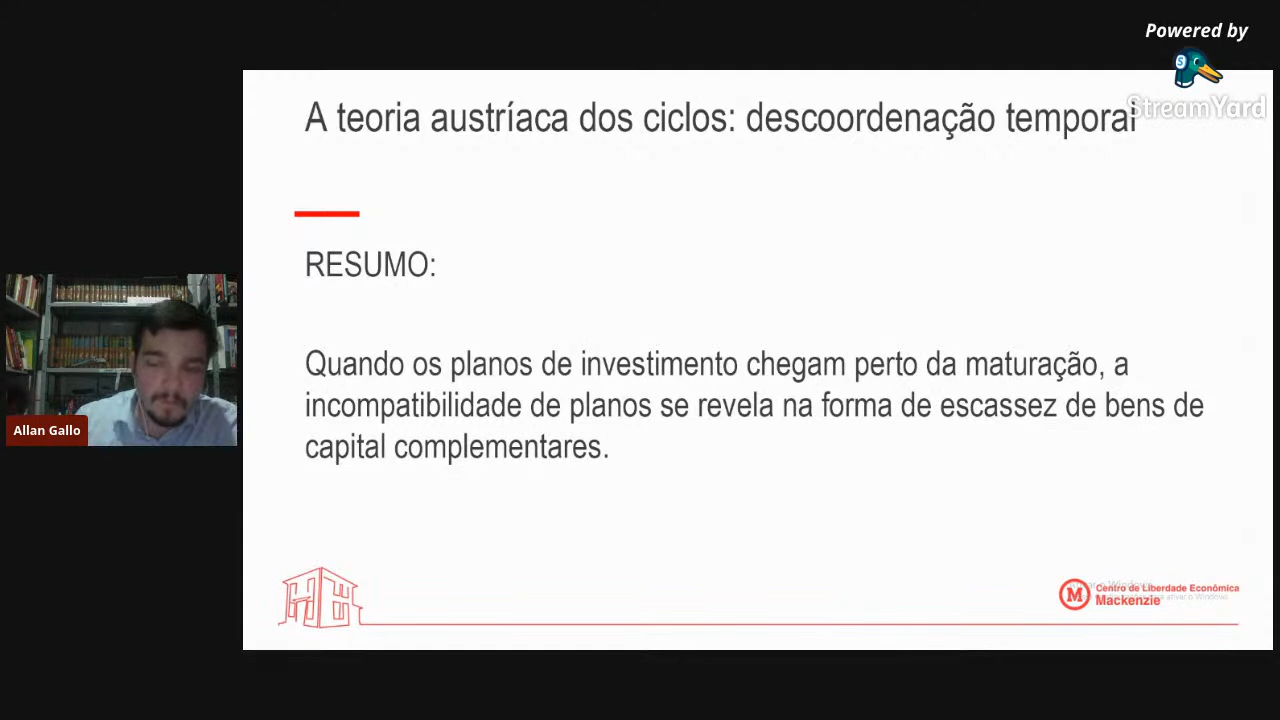 Powered by
StreamYard
A teoria austríaca dos ciclos: descoordenação temporal
RESUMO:
Quando os planos de investimento chegam perto da maturação, a
incompatibilidade de planos se revela na forma de escassez de bens de
capital complementares.
Allan Gallo
M
Centro de Liberdade Econômica
Mackenzie